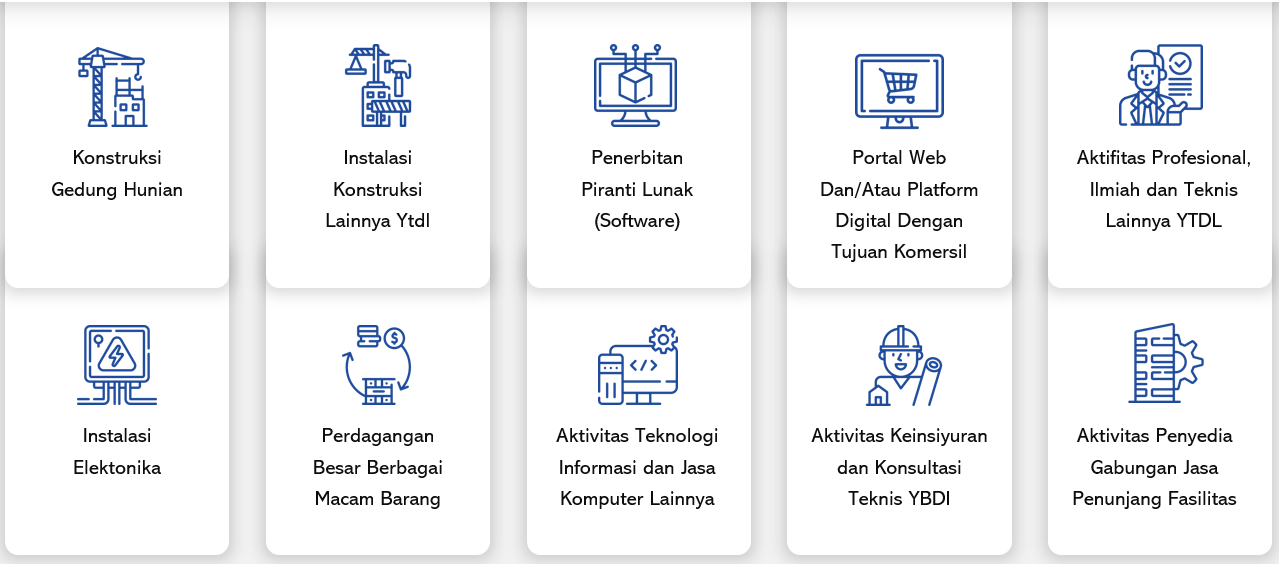 Konstruksi
Gedung Hunian
Instalasi
Konstruksi
Lainnya Ytdl
Penerbitan
Piranti Lunak
(Software)
Portal Web
Dan/Atau Platform
Digital Dengan
Tujuan Komersil
Aktifitas Profesional,
Ilmiah dan Teknis
Lainnya YTDL
Instalasi
Elektonika
Perdagangan
Besar Berbagai
Macam Barang
Aktivitas Teknologi
Informasi dan Jasa
Komputer Lainnya
Aktivitas Keinsiyuran
dan Konsultasi
Teknis YBDI
Aktivitas Penyedia
Gabungan Jasa
Penunjang Fasilitas